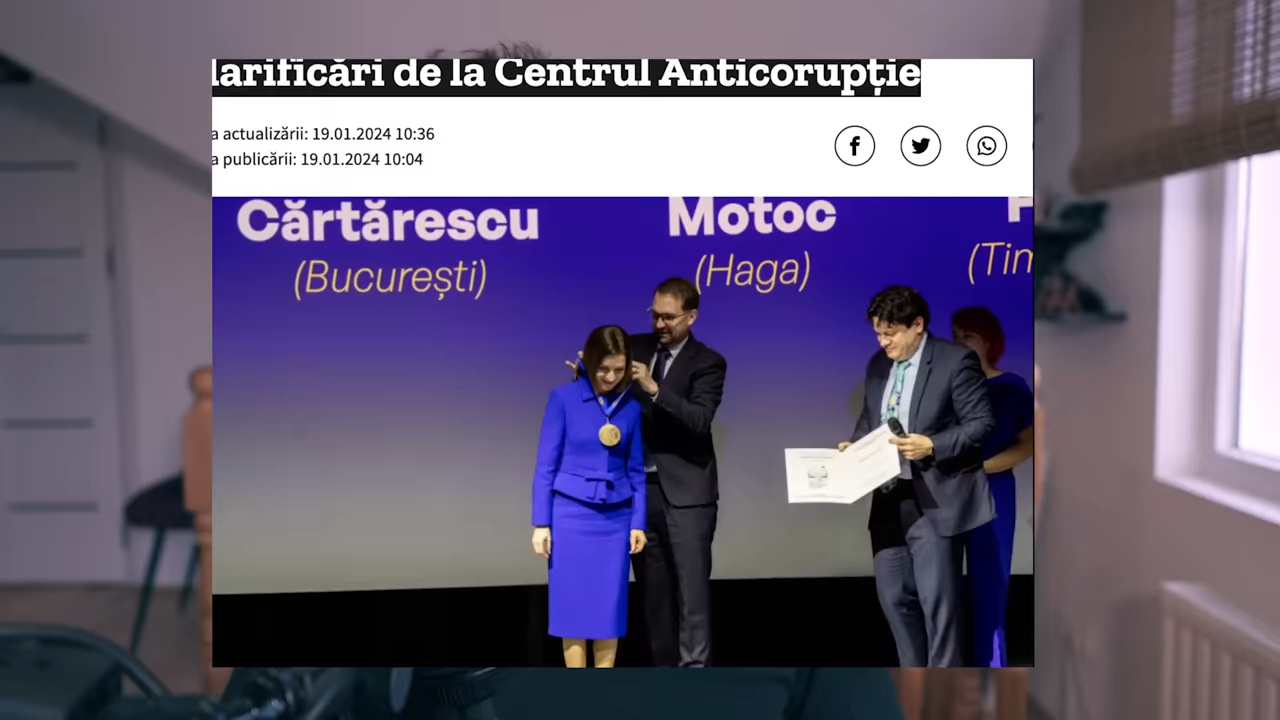 larificări de la Centrul Anticorupție
a actualizării: 19.01.2024 10:36
a publicării: 19.01.2024 10:04
Cărtărescu
Motoc
(București)
(Haga)
(Tim